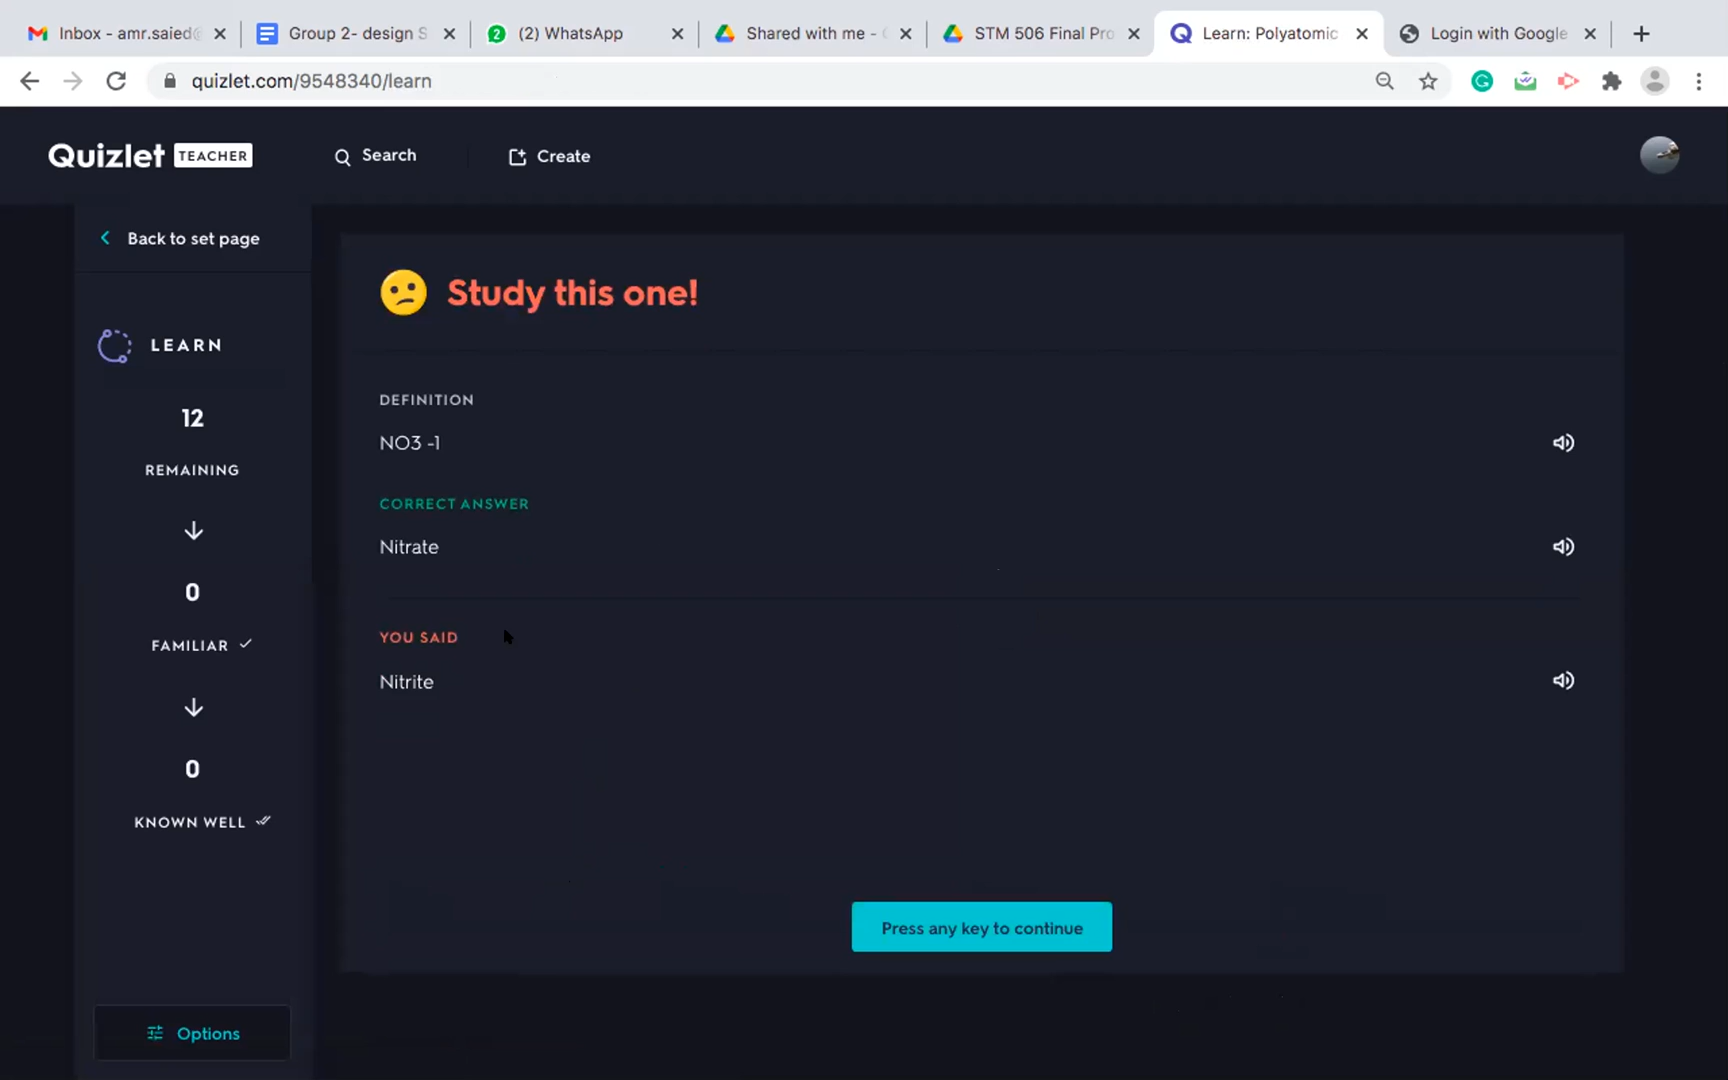 Inbox - amr.saied@
Group 2- design S
(2) WhatsApp
Shared with me - G
STM 506 Final Pro
Learn: Polyatomic
Login with Google
quizlet.com/9548340/learn
Quizlet TEACHER
Search
Create
Back to set page
LEARN
12
REMAINING
0
FAMILIAR
0
KNOWN WELL
Options
Study this one!
DEFINITION
NO3 -1
CORRECT ANSWER
Nitrate
YOU SAID
Nitrite
Press any key to continue